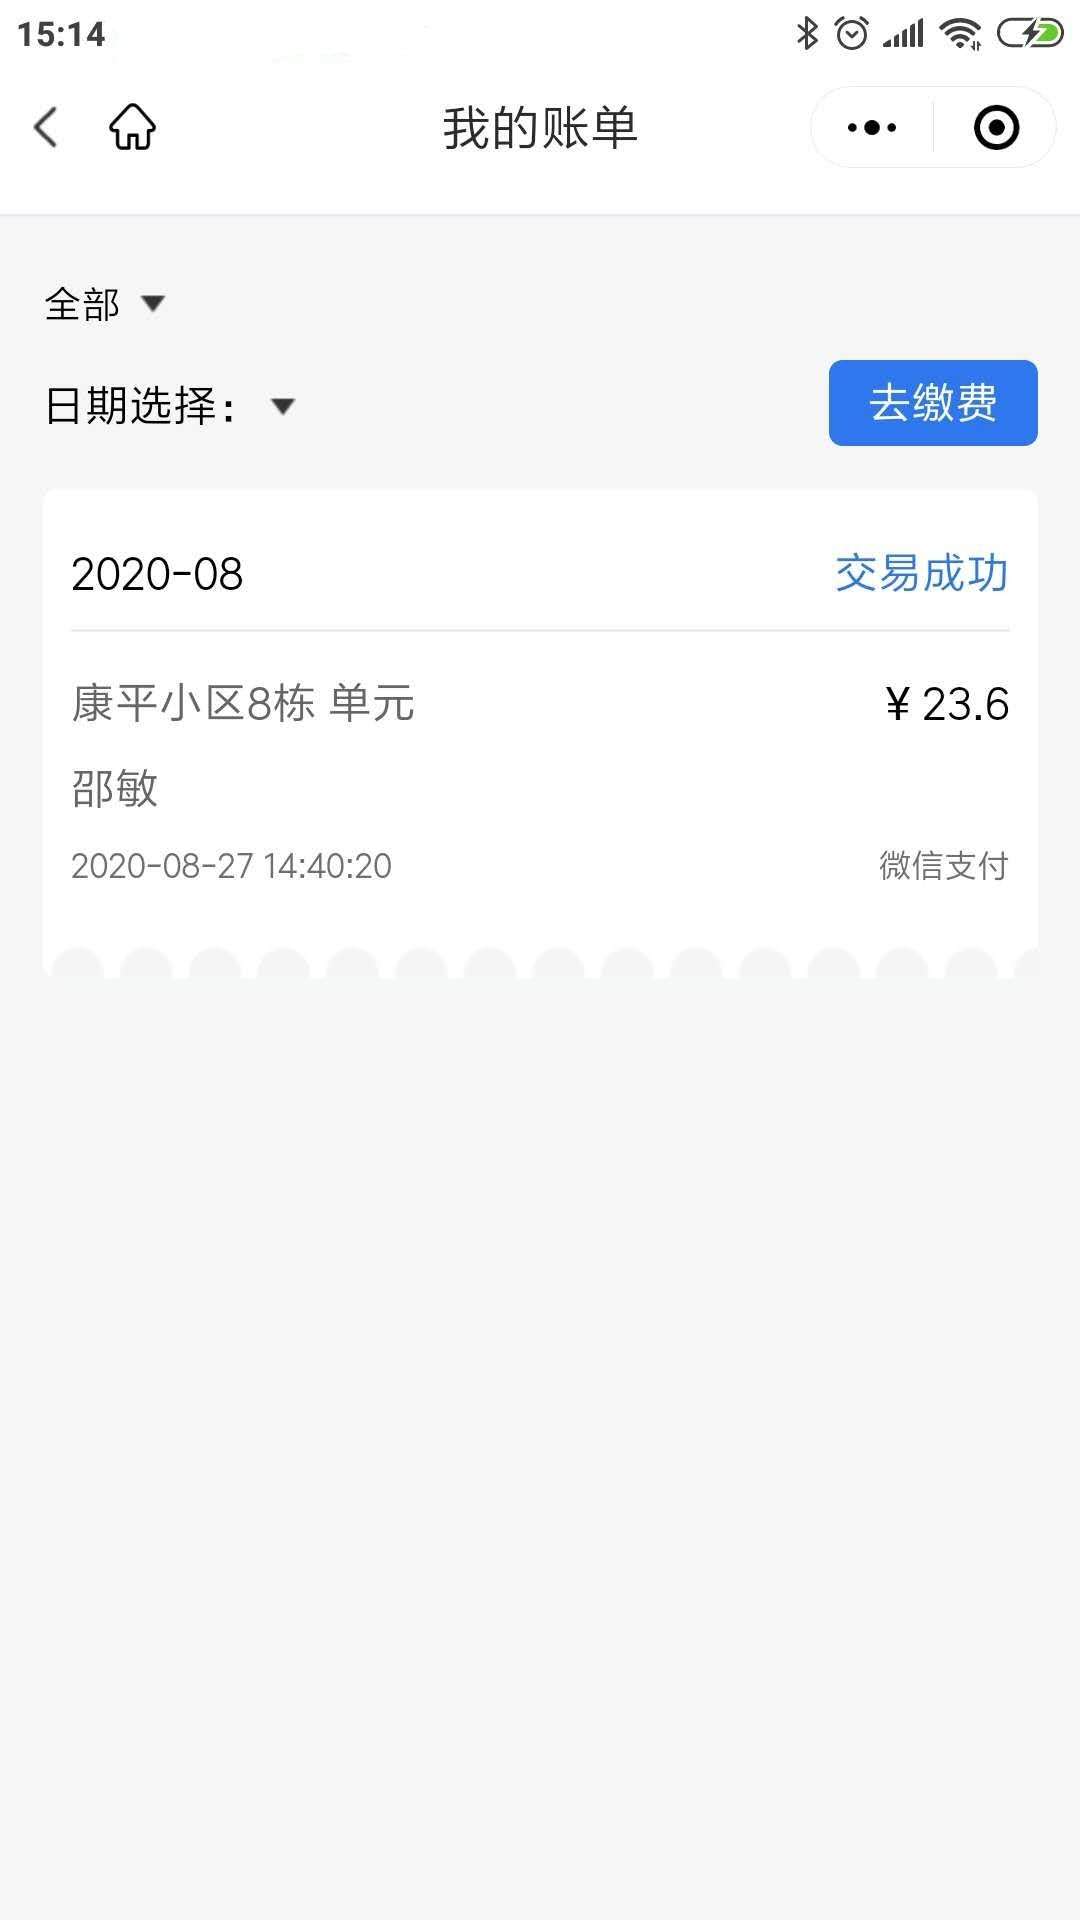 15:14
我的账单
全部
日期选择：
去缴费
2020-08
交易成功
康平小区8栋 单元
¥ 23.6
邵敏
2020-08-27 14:40:20
微信支付